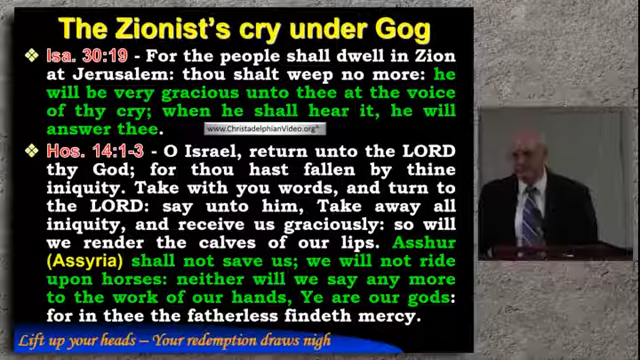 The Zionist's cry under Gog
Isa. 30:19 - For the people shall dwell in Zion
at Jerusalem: thou shalt weep no more: he
will be very gracious unto thee at the voice
of thy cry; when he shall hear it, he will
answer thee.
www.ChristadelphianVideo.org°
Hos. 14:1-3 - O Israel, return unto the LORD
thy God; for thou hast fallen by thine
iniquity. Take with you words, and turn to
the LORD: say unto him, Take away all
iniquity, and receive us graciously: so will
we render the calves of our lips. Asshur
(Assyria) shall not save us; we will not ride
upon horses: neither will we say any more
to the work of our hands, Ye are our gods:
for in thee the fatherless findeth mercy.
Lift up your heads – Your redemption draws nigh